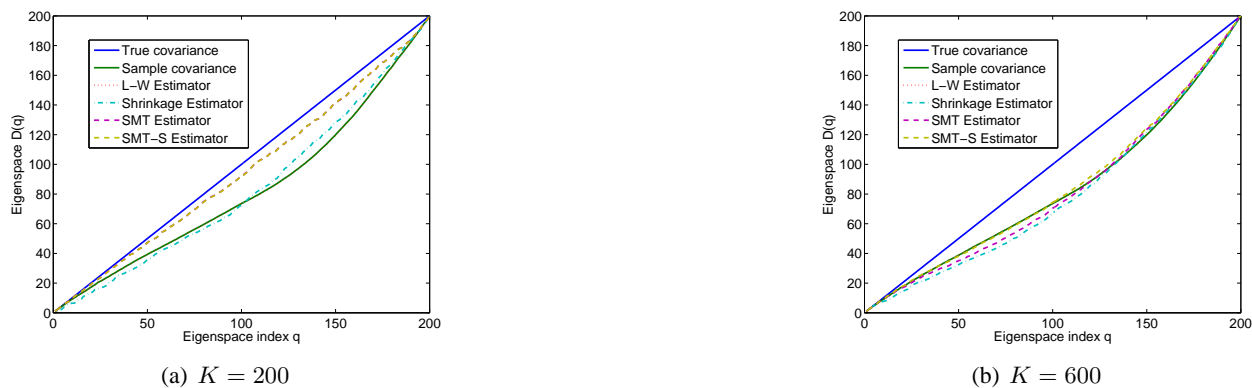 200
180
160
140
120
100
80
60
40
20
0
Eigenspace D(q)
True covariance
Sample covariance
L−W Estimator
Shrinkage Estimator
SMT Estimator
SMT−S Estimator
0 50 100 150 200
Eigenspace index q
(a) K = 200
200
180
160
140
120
100
80
60
40
20
0
Eigenspace D(q)
True covariance
Sample covariance
L−W Estimator
Shrinkage Estimator
SMT Estimator
SMT−S Estimator
0 50 100 150 200
Eigenspace index q
(b) K = 600